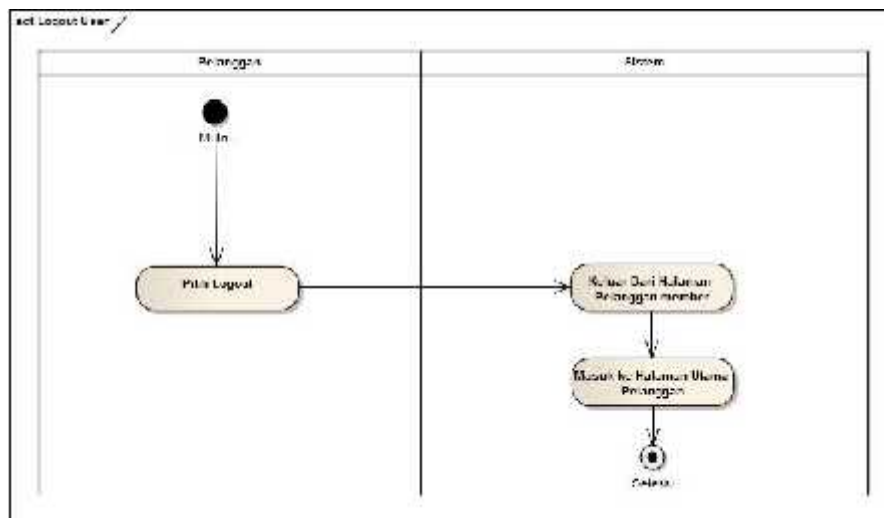 act Logout User
Pelanggan
Sistem
Mulai
Pilih Logout
Keluar Dari Halaman
Pelanggan member
Masuk ke Halaman Utama
Pelanggan
Selesai